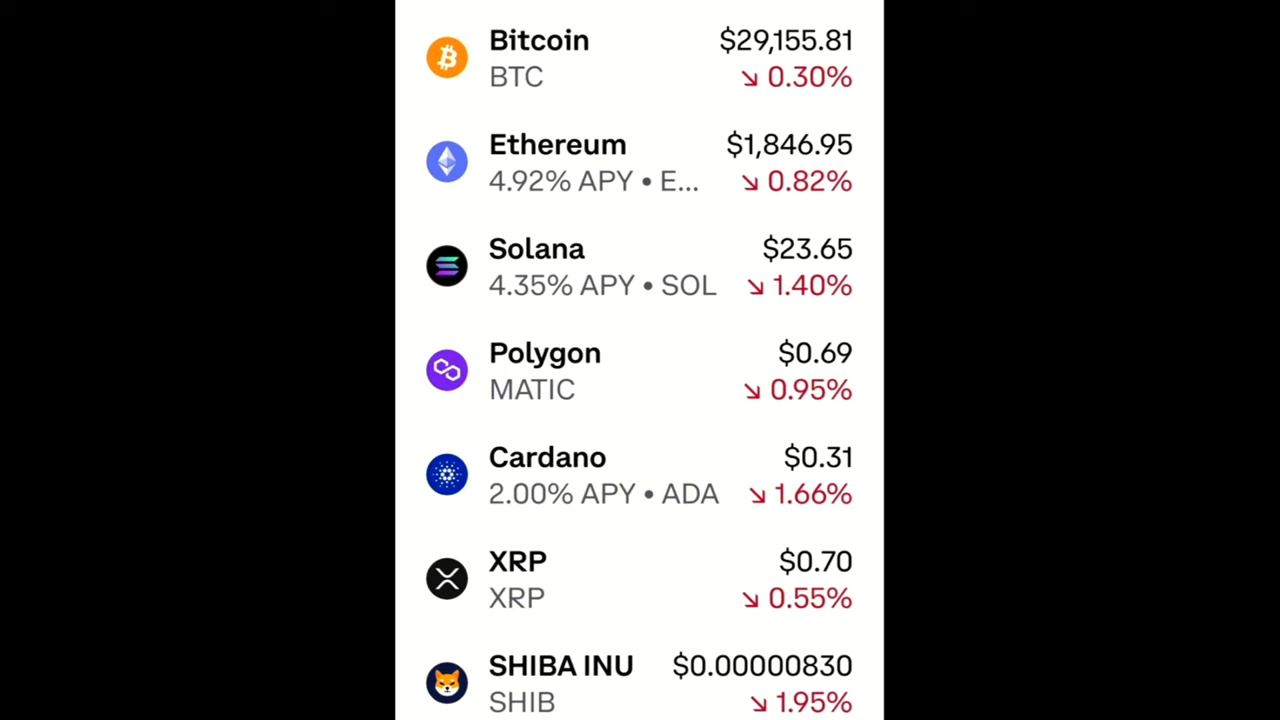 Bitcoin $29,155.81
BTC ↘ 0.30%
Ethereum $1,846.95
4.92% APY • E... ↘ 0.82%
Solana $23.65
4.35% APY • SOL ↘ 1.40%
Polygon $0.69
MATIC ↘ 0.95%
Cardano $0.31
2.00% APY • ADA ↘ 1.66%
XRP $0.70
XRP ↘ 0.55%
SHIBA INU $0.00000830
SHIB ↘ 1.95%